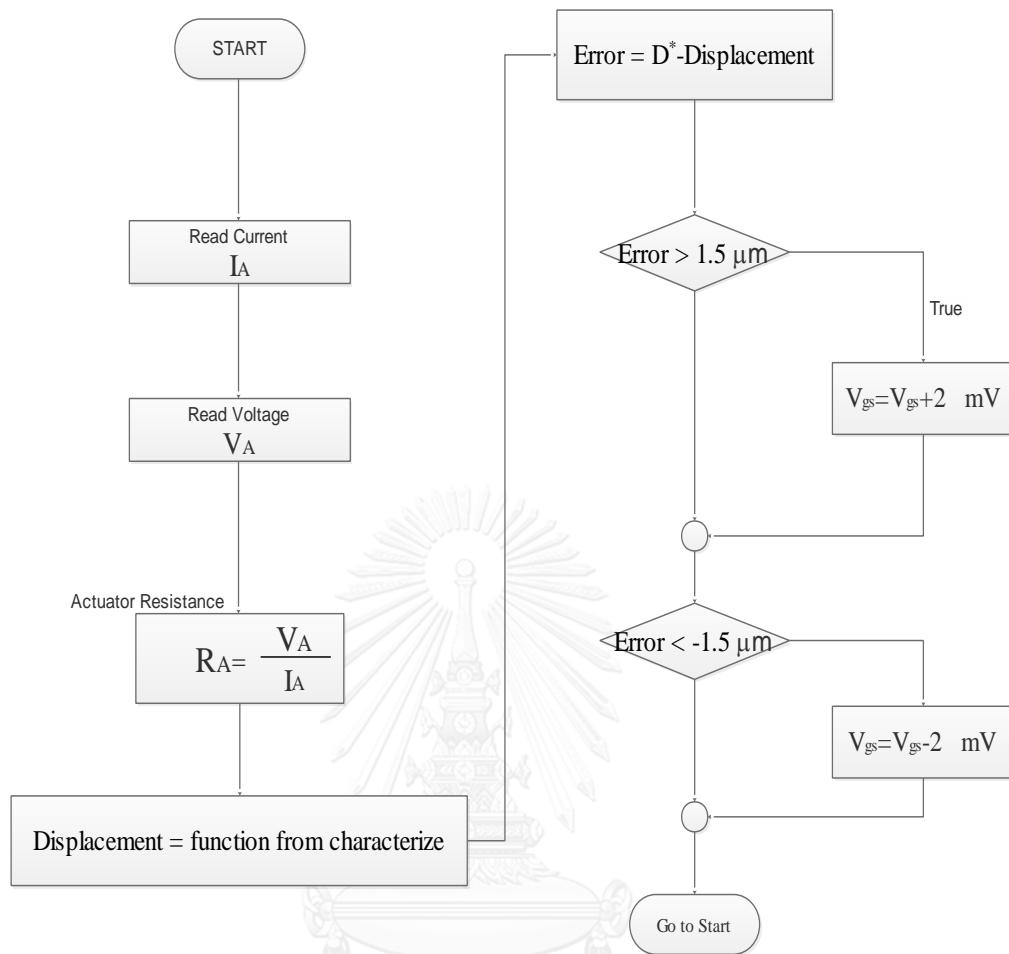 START
Read Current
IA
Read Voltage
VA
Actuator Resistance
RA= VA
IA
Displacement = function from characterize
Error = D*-Displacement
Error > 1.5 μm
True
Vgs=Vgs+2 mV
Error < -1.5 μm
Vgs=Vgs-2 mV
Go to Start